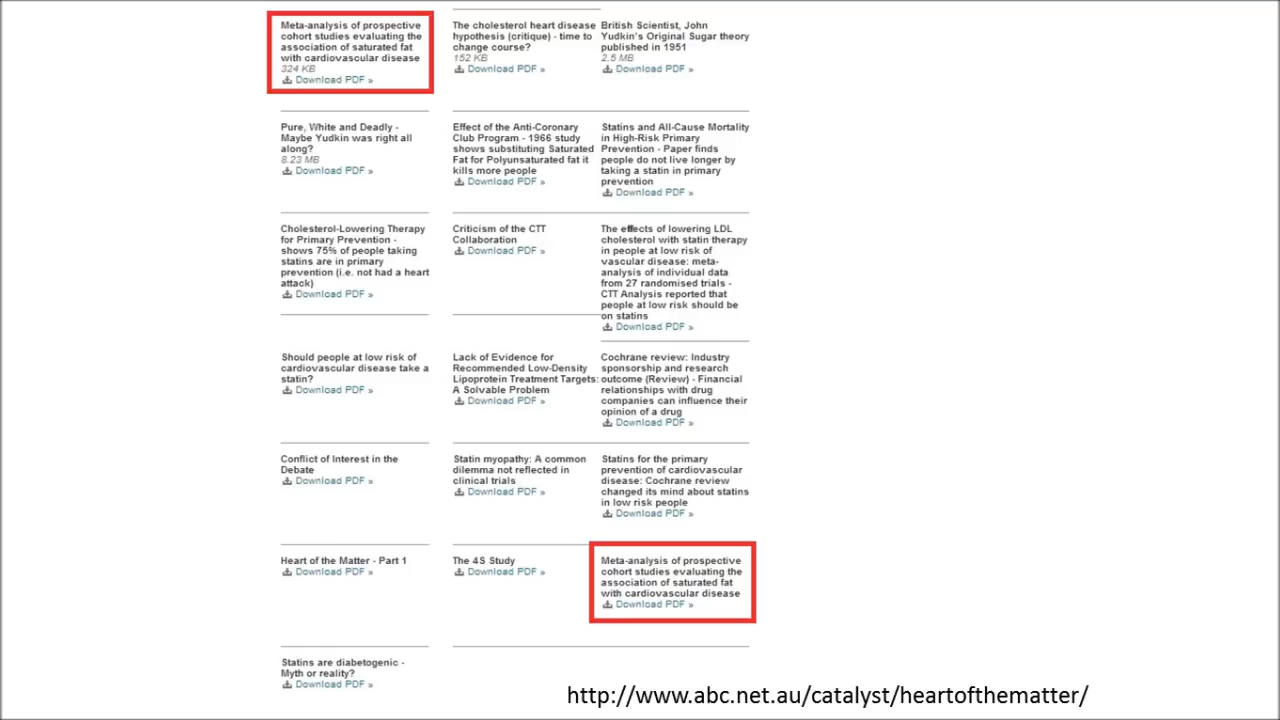 Meta-analysis of prospective
cohort studies evaluating the
association of saturated fat
with cardiovascular disease
324 KB
Download PDF »
The cholesterol heart disease
hypothesis (critique) - time to
change course?
152 KB
Download PDF »
British Scientist, John
Yudkin's Original Sugar theory
published in 1951
2.5 MB
Download PDF »
Pure, White and Deadly -
Maybe Yudkin was right all
along?
8.23 MB
Download PDF »
Effect of the Anti-Coronary
Club Program - 1966 study
shows substituting Saturated
Fat for Polyunsaturated fat it
kills more people
Download PDF »
Statins and All-Cause Mortality
in High-Risk Primary
Prevention - Paper finds
people do not live longer by
taking a statin in primary
prevention
Download PDF »
Cholesterol-Lowering Therapy
for Primary Prevention -
shows 75% of people taking
statins are in primary
prevention (i.e. not had a heart
attack)
Download PDF »
Criticism of the CTT
Collaboration
Download PDF »
The effects of lowering LDL
cholesterol with statin therapy
in people at low risk of
vascular disease: meta-
analysis of individual data
from 27 randomised trials -
CTT Analysis reported that
people at low risk should be
on statins
Download PDF »
Should people at low risk of
cardiovascular disease take a
statin?
Download PDF »
Lack of Evidence for
Recommended Low-Density
Lipoprotein Treatment Targets:
A Solvable Problem
Download PDF »
Cochrane review: Industry
sponsorship and research
outcome (Review) - Financial
relationships with drug
companies can influence their
opinion of a drug
Download PDF »
Conflict of Interest in the
Debate
Download PDF »
Statin myopathy: A common
dilemma not reflected in
clinical trials
Download PDF »
Statins for the primary
prevention of cardiovascular
disease: Cochrane review
changed its mind about statins
in low risk people
Download PDF »
Heart of the Matter - Part 1
Download PDF »
The 4S Study
Download PDF »
Meta-analysis of prospective
cohort studies evaluating the
association of saturated fat
with cardiovascular disease
Download PDF »
Statins are diabetogenic -
Myth or reality?
Download PDF »
http://www.abc.net.au/catalyst/heartofthematter/